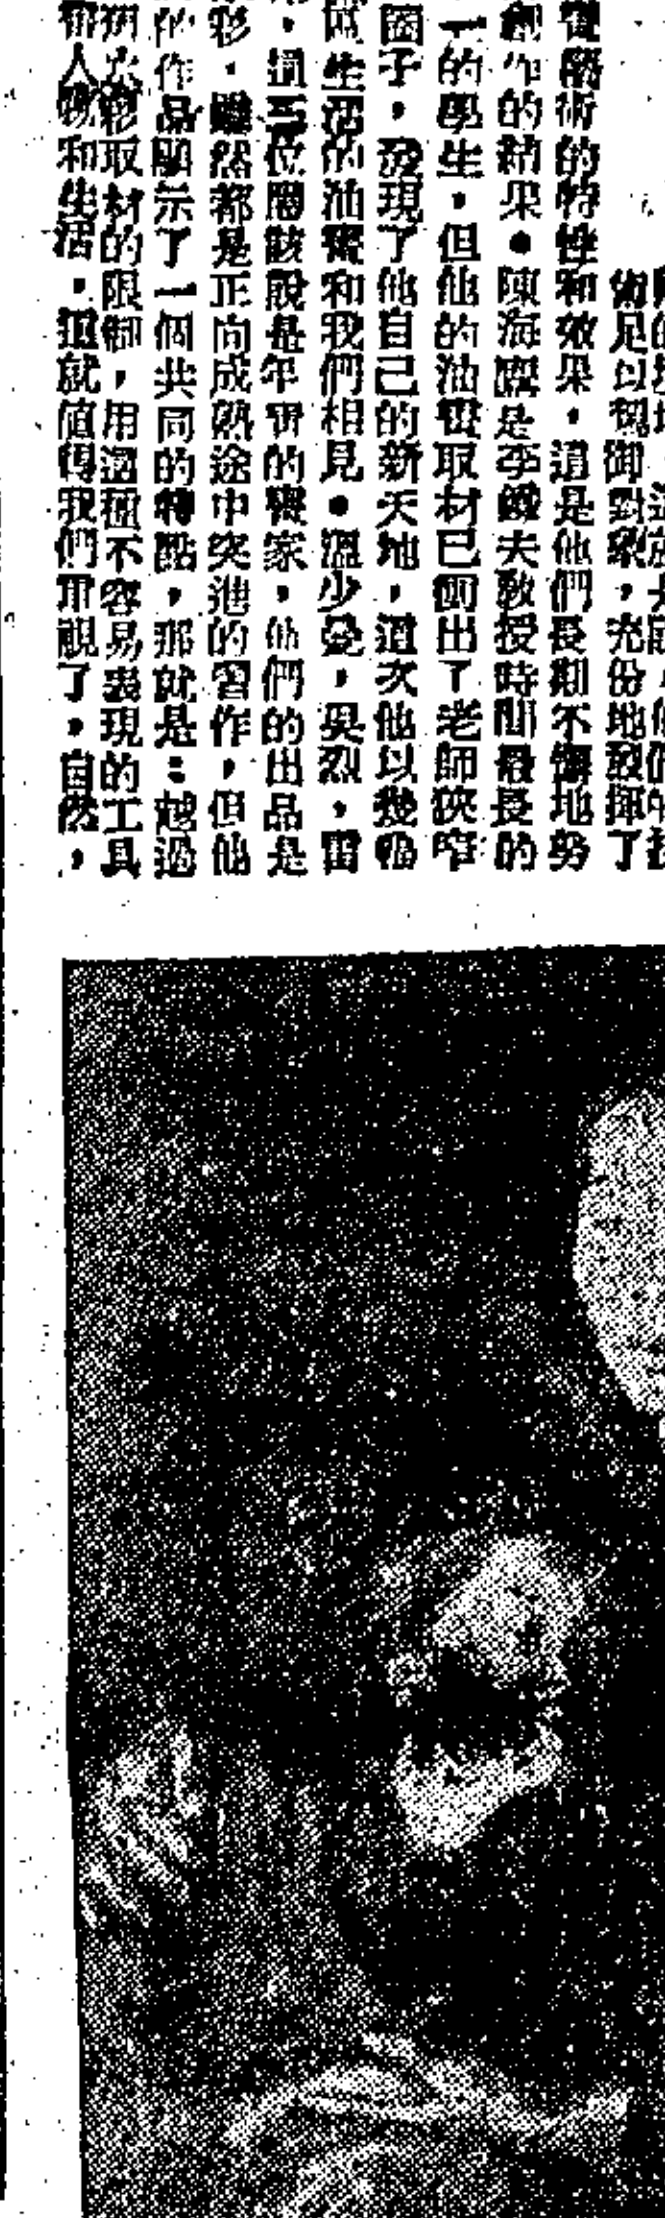 術足以駕御對象，充份地發揮了
畫藝術的特性和效果，這是他們長期不懈地努
創作的結果。陳海鷹是李鐵夫教授時間最長的
一的學生，但他的油畫取材已衝出了老師狹窄
圈子，發現了他自己的新天地，這次他以幾幅
區生活的油畫和我們相見。溫少曼，吳烈，雷
，這三位應該說是年青的畫家，他們的出品是
彩，雖然都是正向成熟途中突進的習作，但他
的作品顯示了一個共同的特點，那就是：越過
水彩取材的限制，用這種不容易表現的工具
人物和生活，這就值得我們重視了，自然，